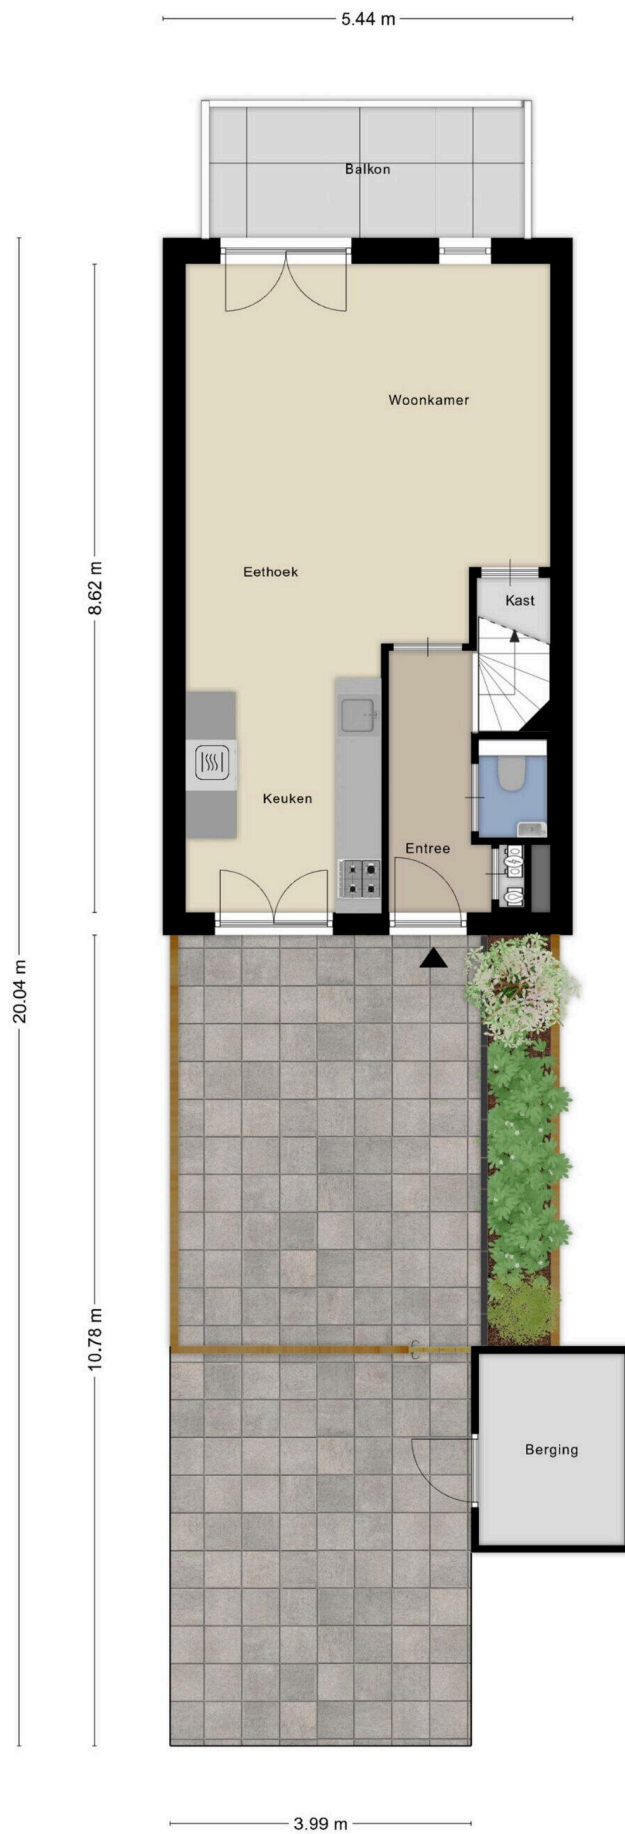 5.44 m
Balkon
Woonkamer
Eethoek
8.62 m
Kast
Keuken
Entree
20.04 m
10.78 m
Berging
3.99 m